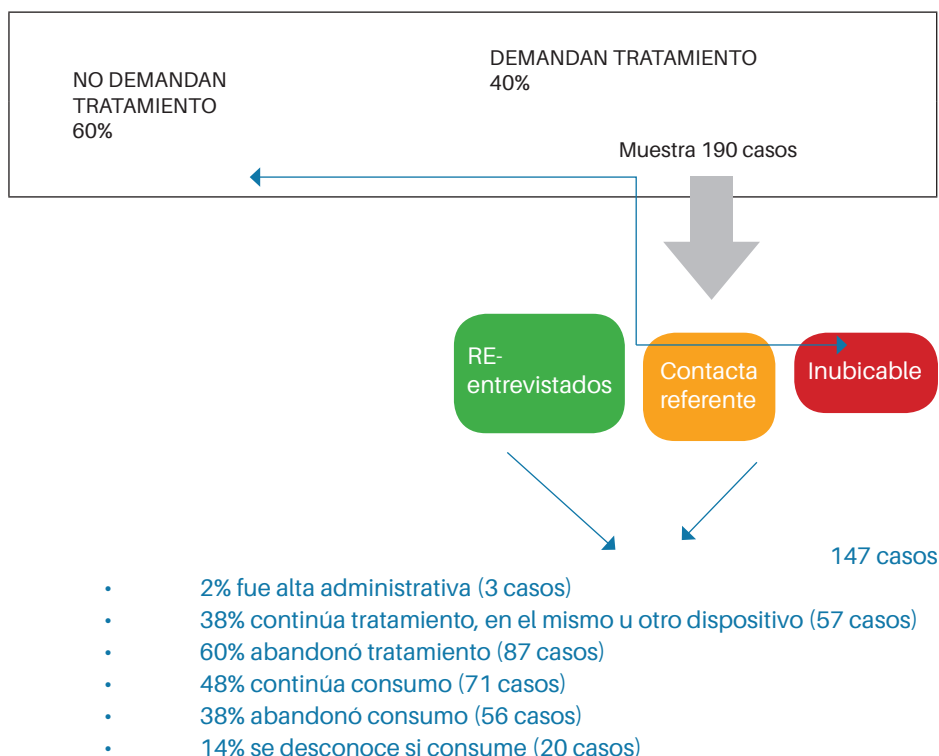 NO DEMANDAN
TRATAMIENTO
60%
DEMANDAN TRATAMIENTO
40%
Muestra 190 casos
RE-
entrevistados
Contacta
referente
Inubicable
147 casos
• 2% fue alta administrativa (3 casos)
• 38% continúa tratamiento, en el mismo u otro dispositivo (57 casos)
• 60% abandonó tratamiento (87 casos)
• 48% continúa consumo (71 casos)
• 38% abandonó consumo (56 casos)
• 14% se desconoce si consume (20 casos)